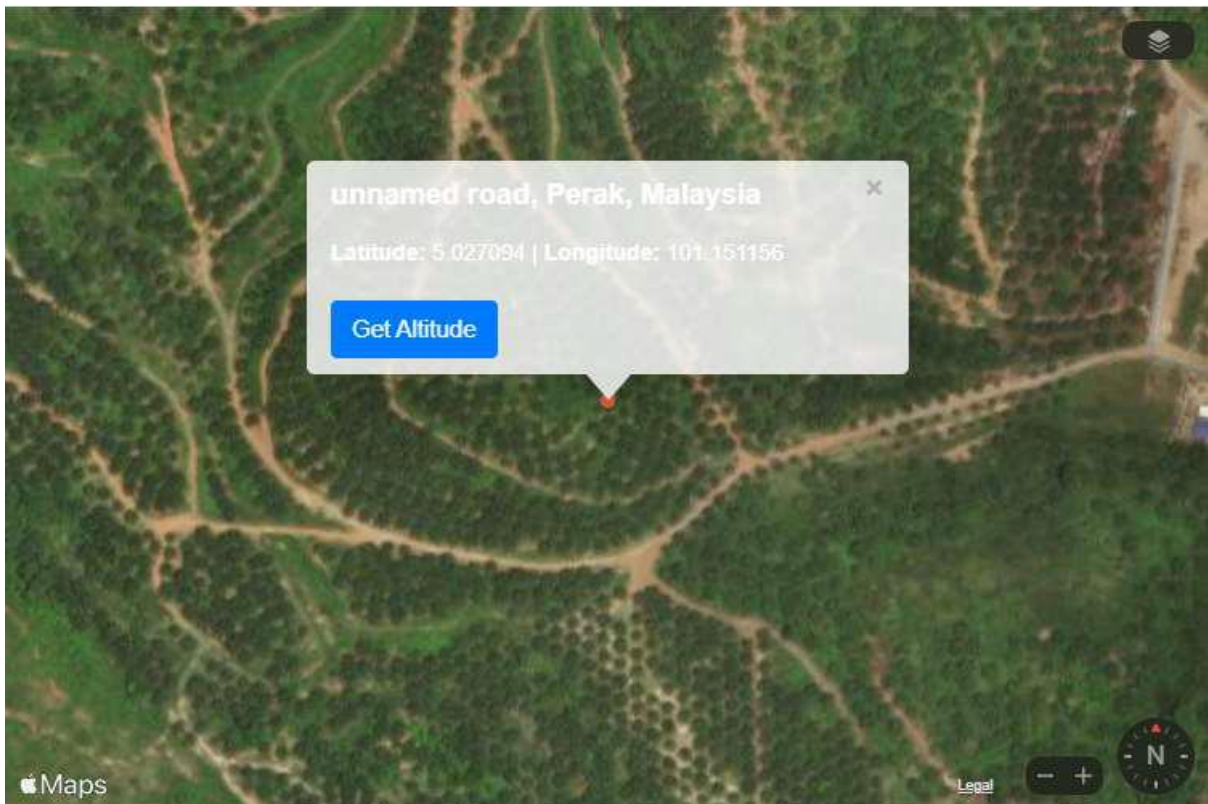 unnamed road, Perak, Malaysia
×
Latitude: 5.027094 | Longitude: 101.151156
Get Altitude
Maps
Legal
− +
N